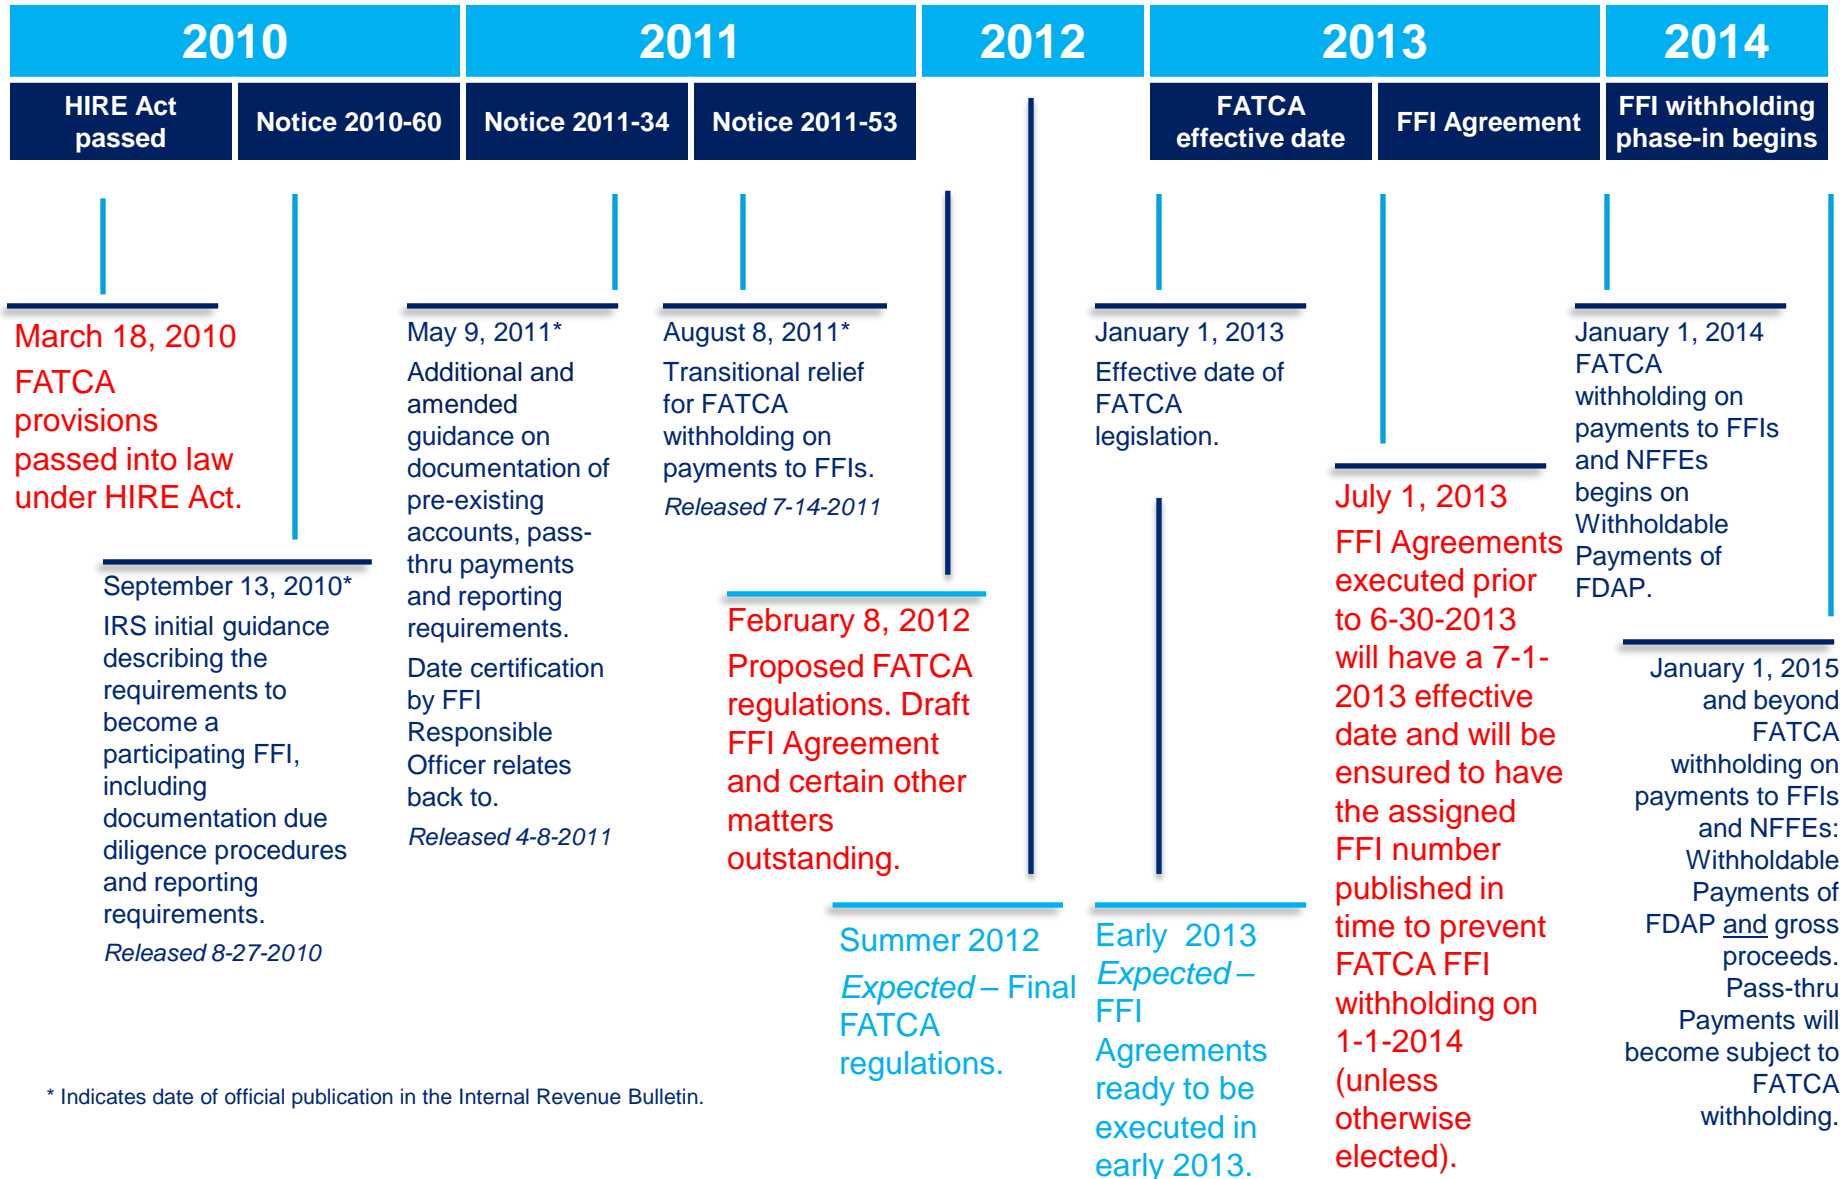 2010
2011
2012
2013
2014
HIRE Act
passed
Notice 2010-60
Notice 2011-34
Notice 2011-53
FATCA
effective date
FFI Agreement
FFI withholding
phase-in begins
March 18, 2010
FATCA
provisions
passed into law
under HIRE Act.
September 13, 2010*
IRS initial guidance
describing the
requirements to
become a
participating FFI,
including
documentation due
diligence procedures
and reporting
requirements.
Released 8-27-2010
May 9, 2011*
Additional and
amended
guidance on
documentation of
pre-existing
accounts, pass-
thru payments
and reporting
requirements.
Date certification
by FFI
Responsible
Officer relates
back to.
Released 4-8-2011
August 8, 2011*
Transitional relief
for FATCA
withholding on
payments to FFIs.
Released 7-14-2011
February 8, 2012
Proposed FATCA
regulations. Draft
FFI Agreement
and certain other
matters
outstanding.
Summer 2012
Expected – Final
FATCA
regulations.
January 1, 2013
Effective date of
FATCA
legislation.
Early 2013
Expected –
FFI
Agreements
ready to be
executed in
early 2013.
July 1, 2013
FFI Agreements
executed prior
to 6-30-2013
will have a 7-1-
2013 effective
date and will be
ensured to have
the assigned
FFI number
published in
time to prevent
FATCA FFI
withholding on
1-1-2014
(unless
otherwise
elected).
January 1, 2014
FATCA
withholding on
payments to FFIs
and NFFEs
begins on
Withholdable
Payments of
FDAP.
January 1, 2015
and beyond
FATCA
withholding on
payments to FFIs
and NFFEs:
Withholdable
Payments of
FDAP and gross
proceeds.
Pass-thru
Payments will
become subject to
FATCA
withholding.
* Indicates date of official publication in the Internal Revenue Bulletin.